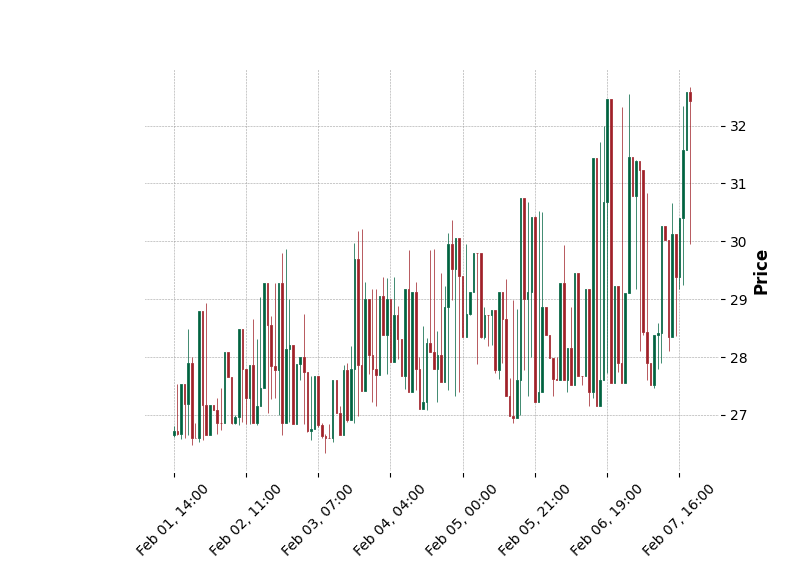 32
31
30
29
28
27
Price
Feb 01, 14:00
Feb 02, 11:00
Feb 03, 07:00
Feb 04, 04:00
Feb 05, 00:00
Feb 05, 21:00
Feb 06, 19:00
Feb 07, 16:00